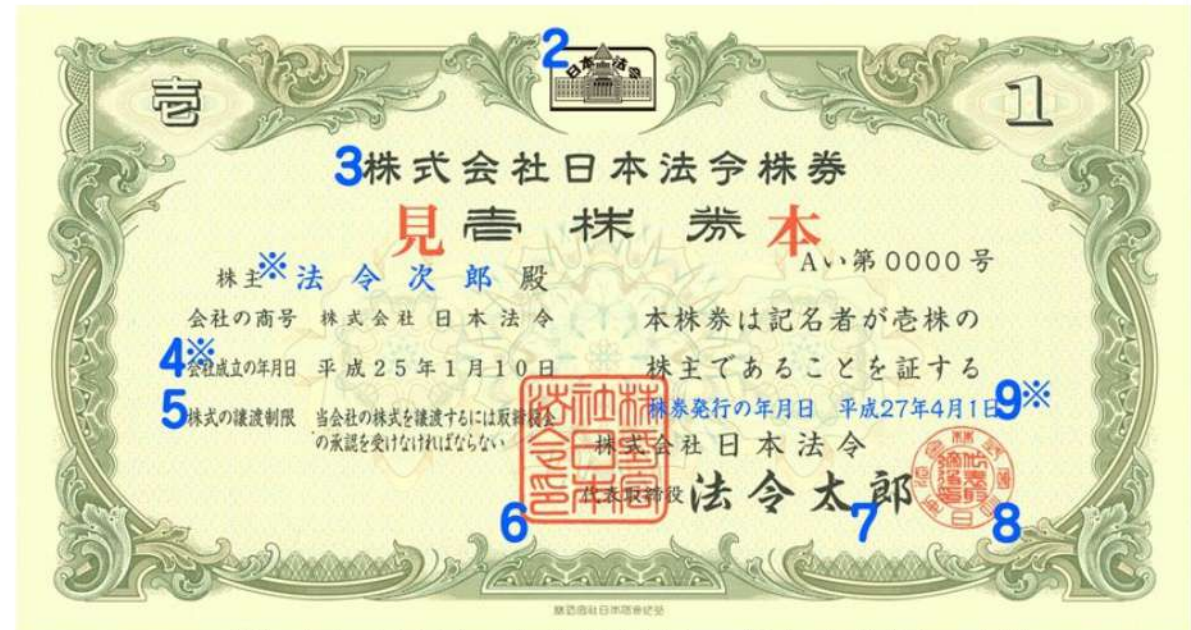 2
日本法令
壱
1
3株式会社日本法令株券
見 壱株券 本
Aい第0000号
株主※ 法令次郎 殿
会社の商号 株式会社 日本法令
4※
会社成立の年月日 平成25年1月10日
5 株式の譲渡制限 当会社の株式を譲渡するには取締役会
の承認を受けなければならない
本株券は記名者が壱株の
株主であることを証する
株券発行の年月日 平成27年4月1日 9※
株式会社 日本法令
代表取締役 法令太郎
6
7
8